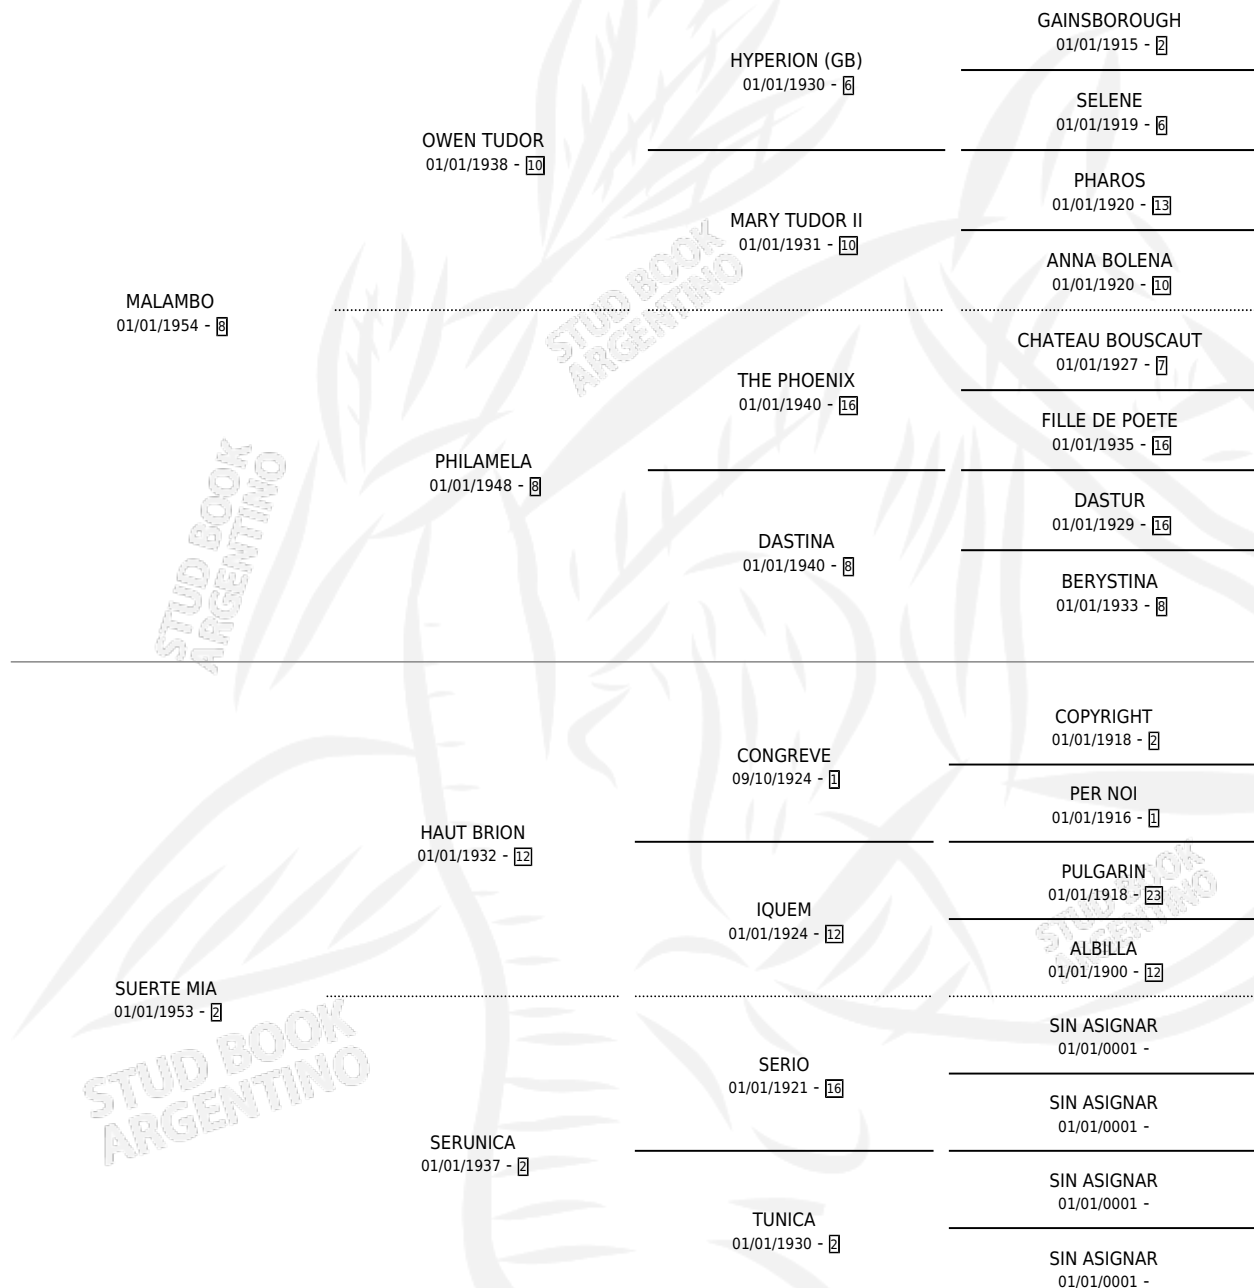 GAINSBOROUGH
01/01/1915 - 2
HYPERION (GB)
01/01/1930 - 6
SELENE
01/01/1919 - 6
OWEN TUDOR
01/01/1938 - 10
PHAROS
01/01/1920 - 13
MARY TUDOR II
01/01/1931 - 10
ANNA BOLENA
01/01/1920 - 10
MALAMBO
01/01/1954 - 8
CHATEAU BOUSCAUT
01/01/1927 - 7
THE PHOENIX
01/01/1940 - 16
FILLE DE POETE
01/01/1935 - 16
PHILAMELA
01/01/1948 - 8
DASTUR
01/01/1929 - 16
DASTINA
01/01/1940 - 8
BERYSTINA
01/01/1933 - 8
COPYRIGHT
01/01/1918 - 2
CONGREVE
09/10/1924 - 1
PER NOI
01/01/1916 - 1
HAUT BRION
01/01/1932 - 12
PULGARIN
01/01/1918 - 23
IQUEM
01/01/1924 - 12
ALBILLA
01/01/1900 - 12
SUERTE MIA
01/01/1953 - 2
SIN ASIGNAR
01/01/0001 -
SERIO
01/01/1921 - 16
SIN ASIGNAR
01/01/0001 -
SERUNICA
01/01/1937 - 2
SIN ASIGNAR
01/01/0001 -
TUNICA
01/01/1930 - 2
SIN ASIGNAR
01/01/0001 -
STUD BOOK
ARGENTINO
STUD BOOK
ARGENTINO
STUD BOOK
ARGENTINO
STUD BOOK
ARGENTINO